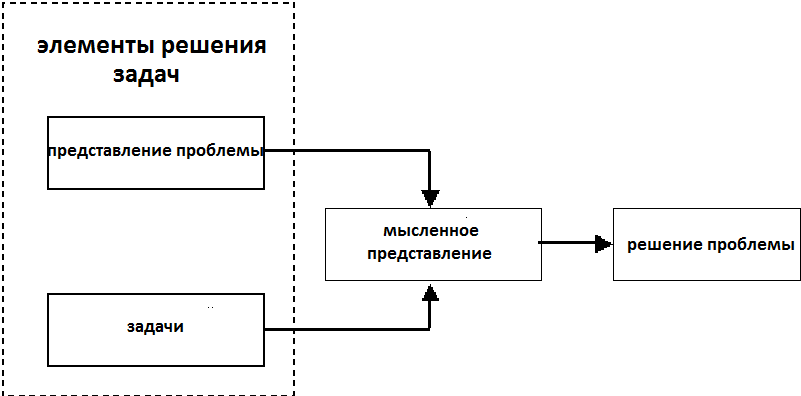 элементы решения
задач
представление проблемы
мысленное
представление
решение проблемы
задачи